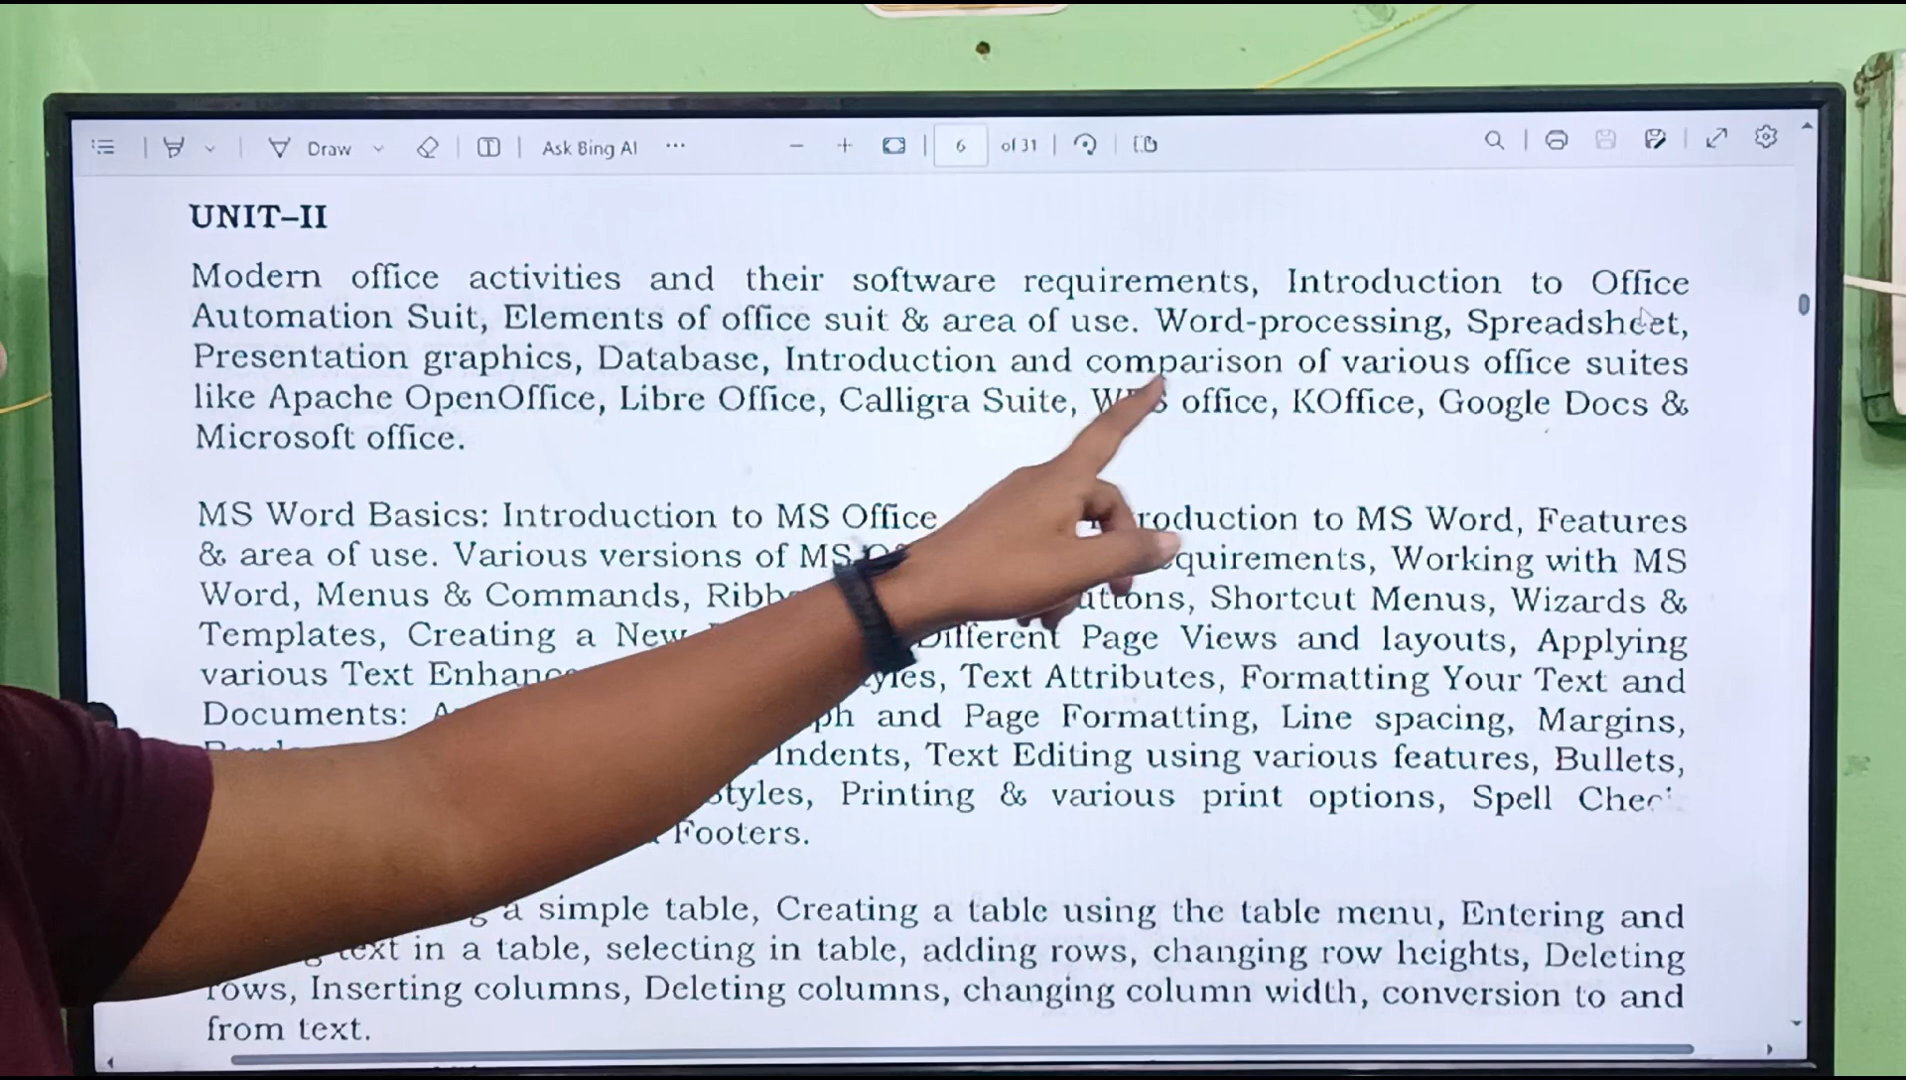 Draw
Ask Bing AI
6 of 31
UNIT–II
Modern office activities and their software requirements, Introduction to Office
Automation Suit, Elements of office suit & area of use. Word-processing, Spreadsheet,
Presentation graphics, Database, Introduction and comparison of various office suites
like Apache OpenOffice, Libre Office, Calligra Suite, office, KOffice, Google Docs &
Microsoft office.
MS Word Basics: Introduction to MS Office to MS Word, Features
& area of use. Various versions of MS Working with MS
Word, Menus & Commands, Shortcut Menus, Wizards &
Templates, Creating a New Different Page Views and layouts, Applying
various Text Text Attributes, Formatting Your Text and
Documents: and Page Formatting, Line spacing, Margins,
Indents, Text Editing using various features, Bullets,
Printing & various print options, Spell
Footers.
a simple table, Creating a table using the table menu, Entering and
text in a table, selecting in table, adding rows, changing row heights, Deleting
rows, Inserting columns, Deleting columns, changing column width, conversion to and
from text.